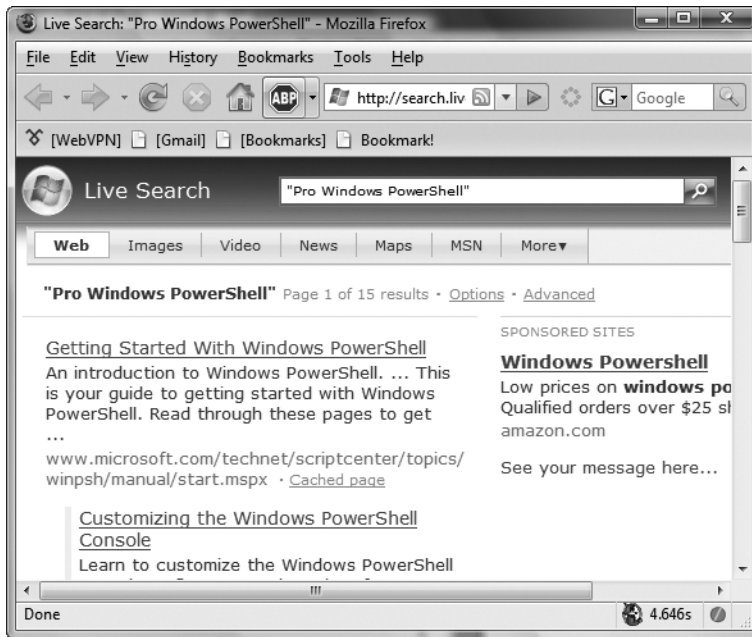 Live Search: "Pro Windows PowerShell" - Mozilla Firefox
File Edit View History Bookmarks Tools Help
ABP http://search.liv G Google
[WebVPN] [Gmail] [Bookmarks] Bookmark!
Live Search "Pro Windows PowerShell"
Web Images Video News Maps MSN More▼
"Pro Windows PowerShell" Page 1 of 15 results • Options • Advanced
Getting Started With Windows PowerShell
An introduction to Windows PowerShell. ... This
is your guide to getting started with Windows
PowerShell. Read through these pages to get
...
www.microsoft.com/technet/scriptcenter/topics/
winpsh/manual/start.mspx • Cached page
Customizing the Windows PowerShell
Console
Learn to customize the Windows PowerShell
SPONSORED SITES
Windows Powershell
Low prices on windows po
Qualified orders over $25 sh
amazon.com
See your message here...
Done 4.646s